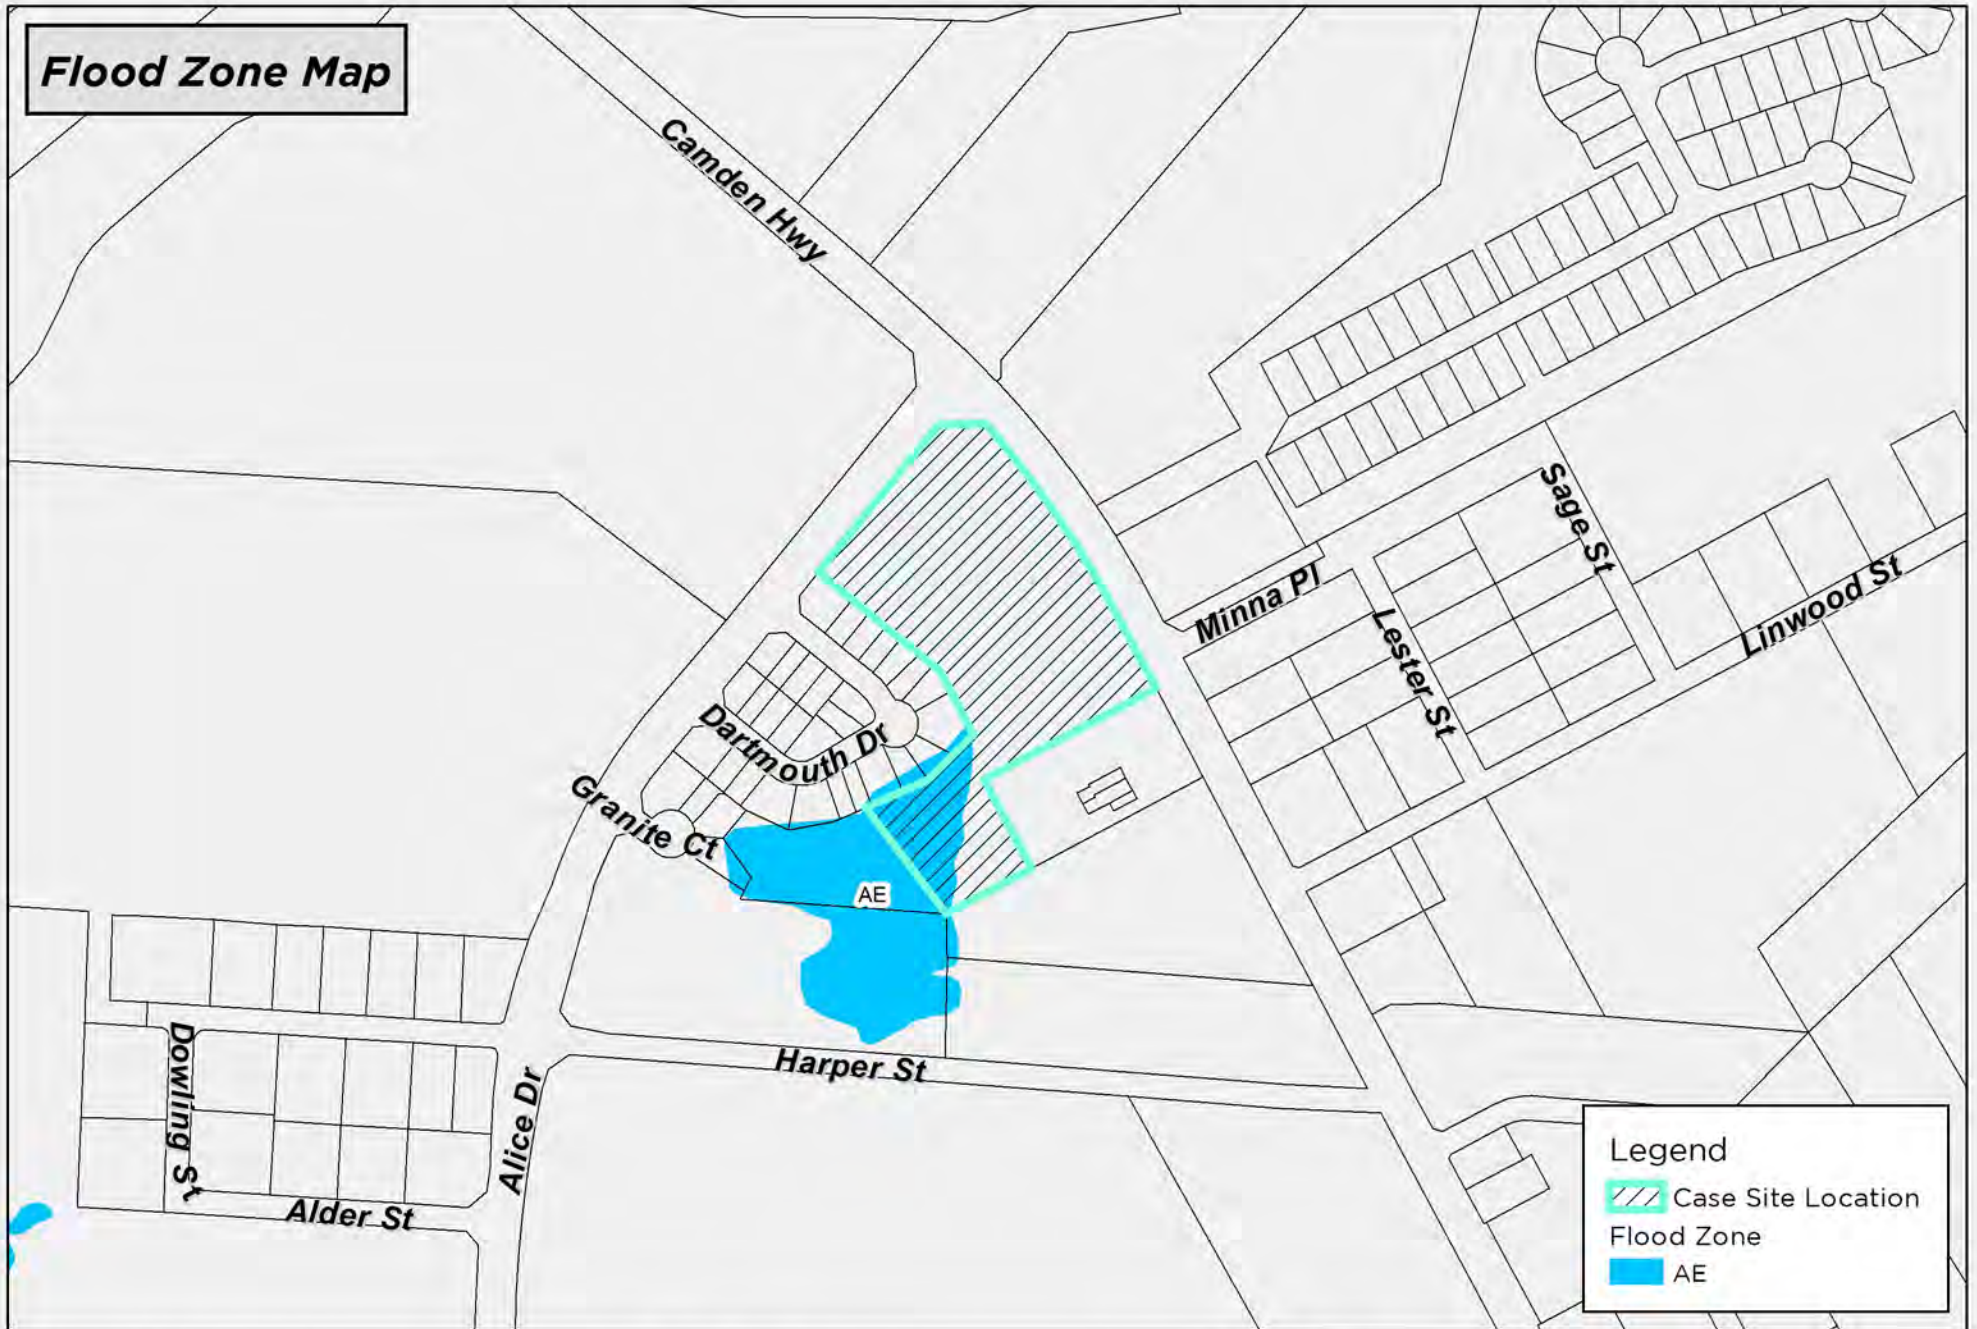 Flood Zone Map
Camden Hwy
Sage St
Minna Pl
Linwood St
Lester St
Dartmouth Dr
Granite Ct
AE
Dowling St
Harper St
Alice Dr
Alder St
Legend
Case Site Location
Flood Zone
AE